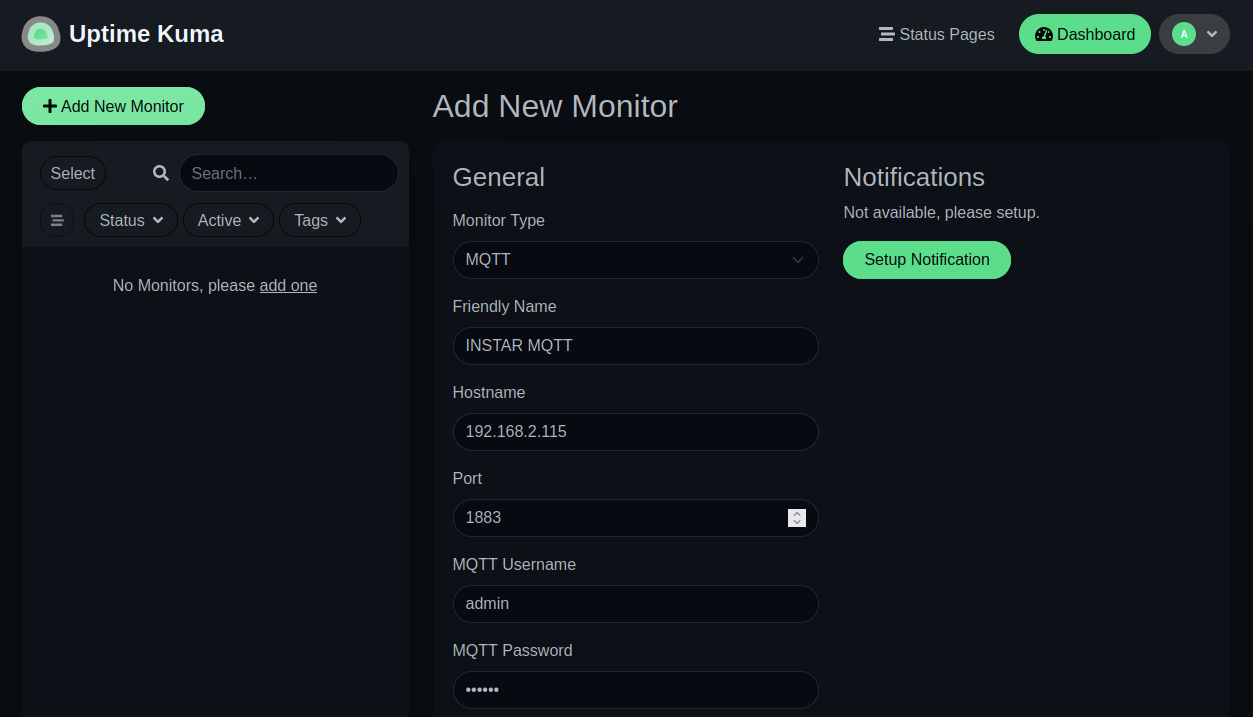 Uptime Kuma
Status Pages
Dashboard
A
Add New Monitor
Select
Search…
Status
Active
Tags
No Monitors, please add one
Add New Monitor
General
Monitor Type
MQTT
Friendly Name
INSTAR MQTT
Hostname
192.168.2.115
Port
1883
MQTT Username
admin
MQTT Password
••••••
Notifications
Not available, please setup.
Setup Notification